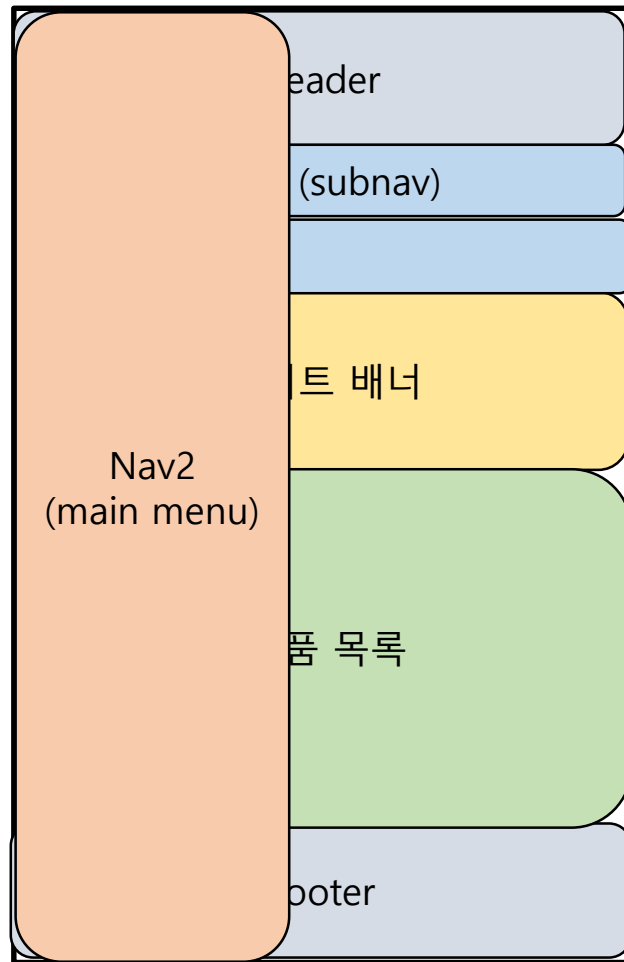 eader
(subnav)
트 배너
Nav2
(main menu)
품 목록
ooter